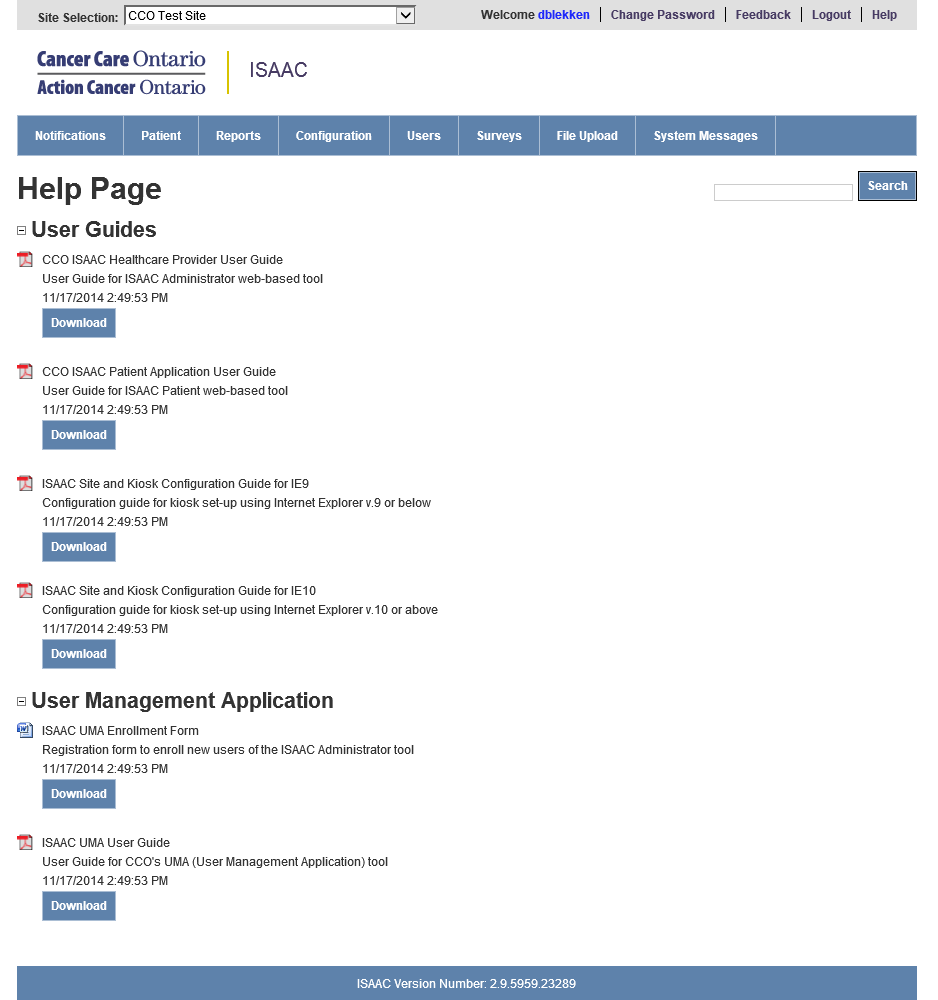 Site Selection: CCO Test Site Welcome dblekken Change Password Feedback Logout Help
Cancer Care Ontario
Action Cancer Ontario
ISAAC
Notifications Patient Reports Configuration Users Surveys File Upload System Messages
Help Page
Search
User Guides
CCO ISAAC Healthcare Provider User Guide
User Guide for ISAAC Administrator web-based tool
11/17/2014 2:49:53 PM
Download
CCO ISAAC Patient Application User Guide
User Guide for ISAAC Patient web-based tool
11/17/2014 2:49:53 PM
Download
ISAAC Site and Kiosk Configuration Guide for IE9
Configuration guide for kiosk set-up using Internet Explorer v.9 or below
11/17/2014 2:49:53 PM
Download
ISAAC Site and Kiosk Configuration Guide for IE10
Configuration guide for kiosk set-up using Internet Explorer v.10 or above
11/17/2014 2:49:53 PM
Download
User Management Application
ISAAC UMA Enrollment Form
Registration form to enroll new users of the ISAAC Administrator tool
11/17/2014 2:49:53 PM
Download
ISAAC UMA User Guide
User Guide for CCO's UMA (User Management Application) tool
11/17/2014 2:49:53 PM
Download
ISAAC Version Number: 2.9.5959.23289